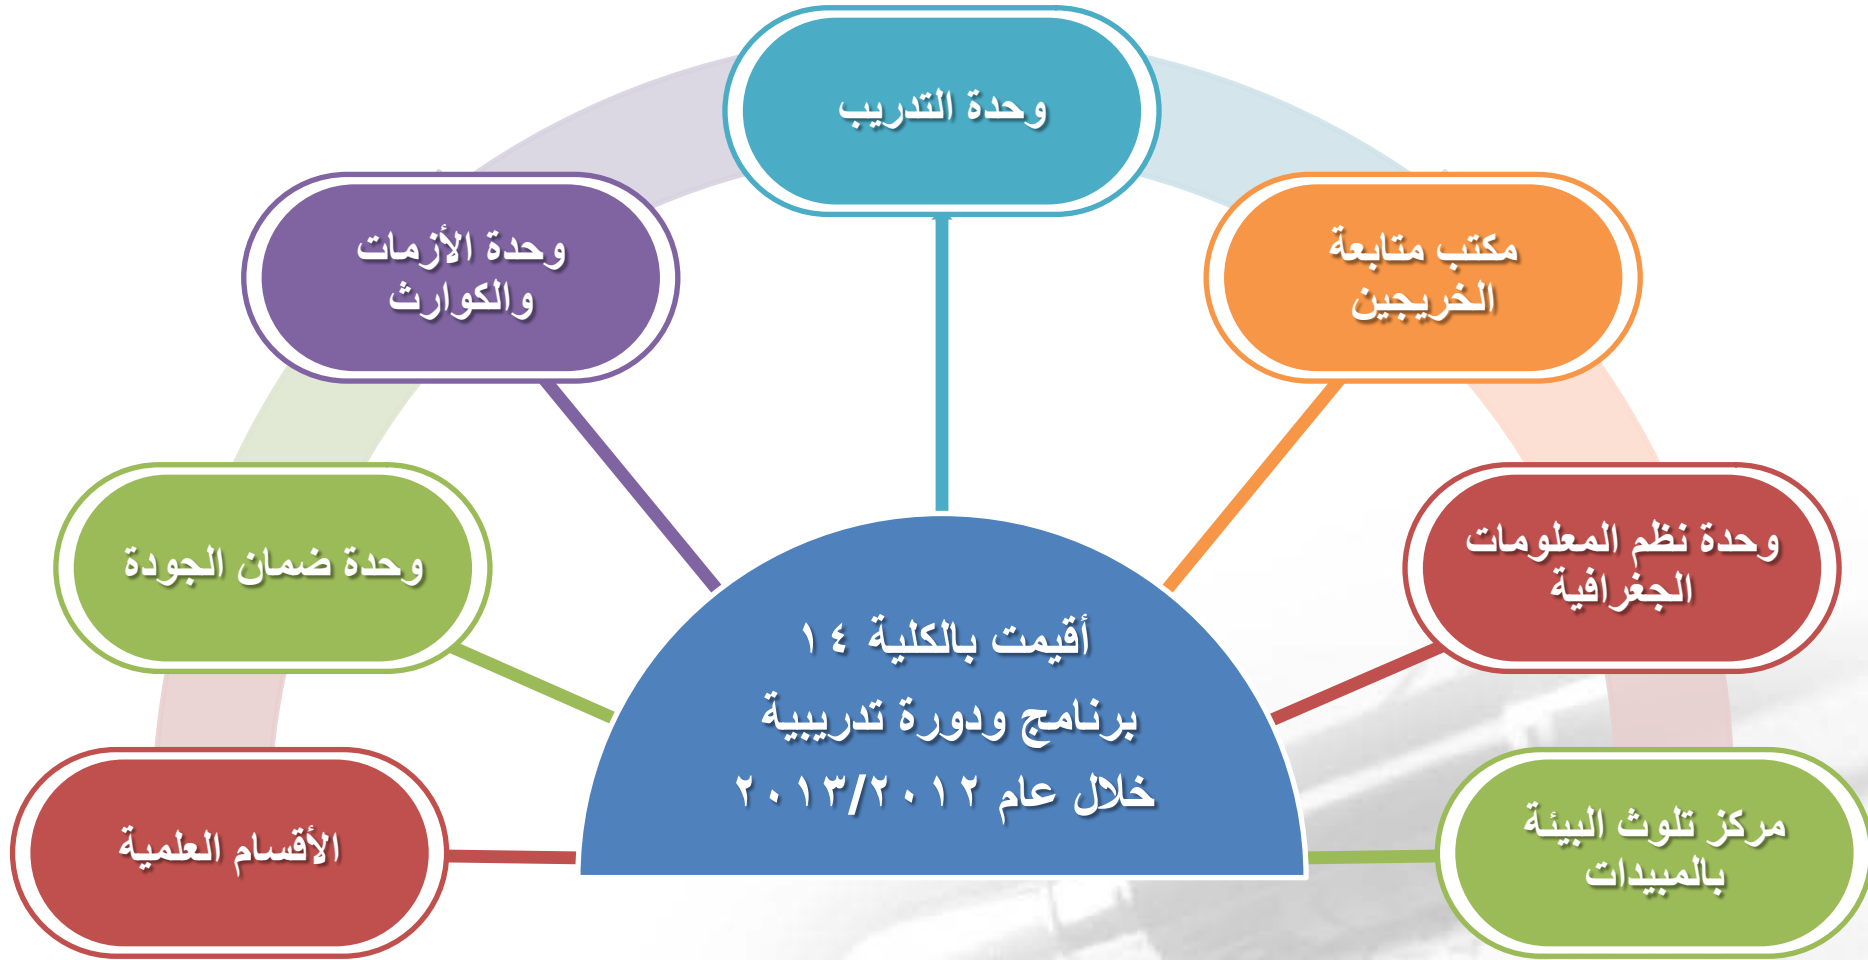 وحدة التدريب
مكتب متابعة
الخريجين
وحدة الأزمات
والكوارث
وحدة نظم المعلومات
الجغرافية
وحدة ضمان الجودة
مركز تلوث البيئة
بالمبيدات
الأقسام العلمية
أقيمت بالكلية ١٤
برنامج ودورة تدريبية
خلال عام ٢٠١٣/٢٠١٢